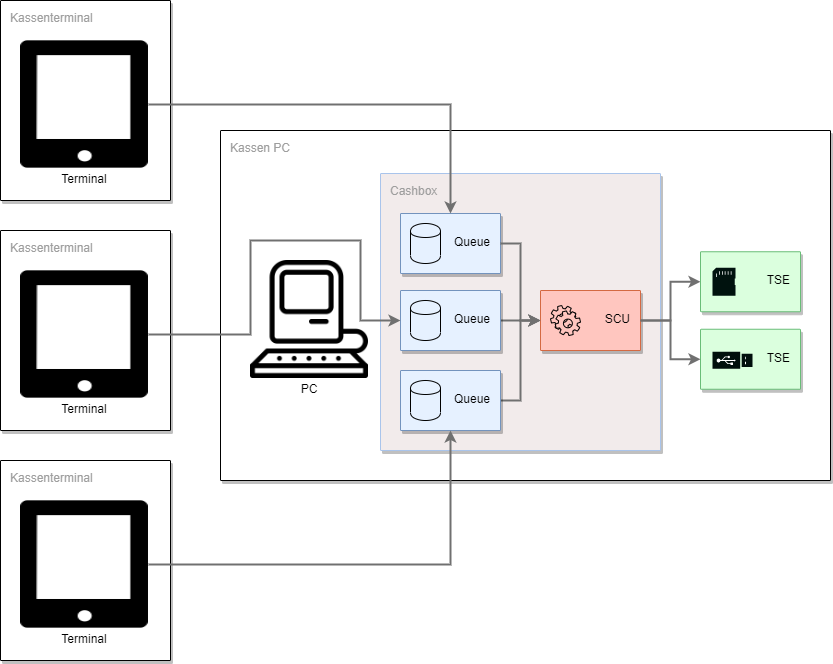 Kassenterminal
Terminal
Kassen PC
Cashbox
Queue
Kassenterminal
Terminal
PC
Queue
SCU
TSE
TSE
Queue
Kassenterminal
Terminal